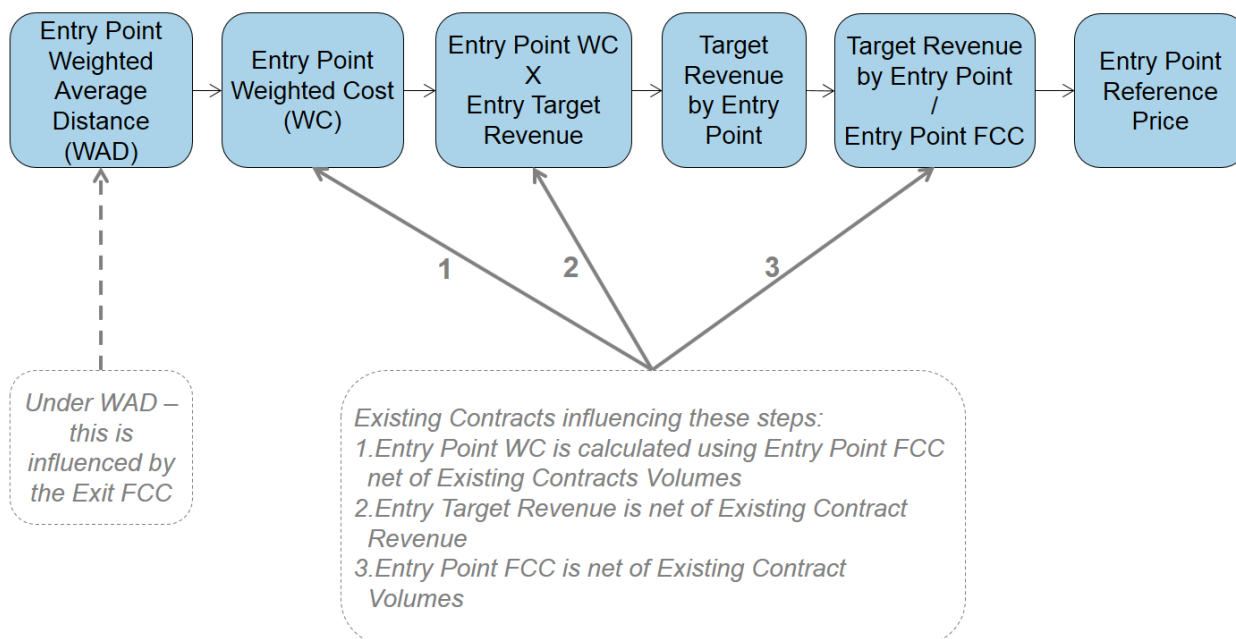 Entry Point
Weighted
Average
Distance
(WAD)
Entry Point
Weighted Cost
(WC)
Entry Point WC
X
Entry Target
Revenue
Target
Revenue
by Entry
Point
Target Revenue
by Entry Point
/
Entry Point FCC
Entry Point
Reference
Price
1
2
3
Under WAD –
this is
influenced by
the Exit FCC
Existing Contracts influencing these steps:
1.Entry Point WC is calculated using Entry Point FCC
net of Existing Contracts Volumes
2.Entry Target Revenue is net of Existing Contract
Revenue
3.Entry Point FCC is net of Existing Contract
Volumes